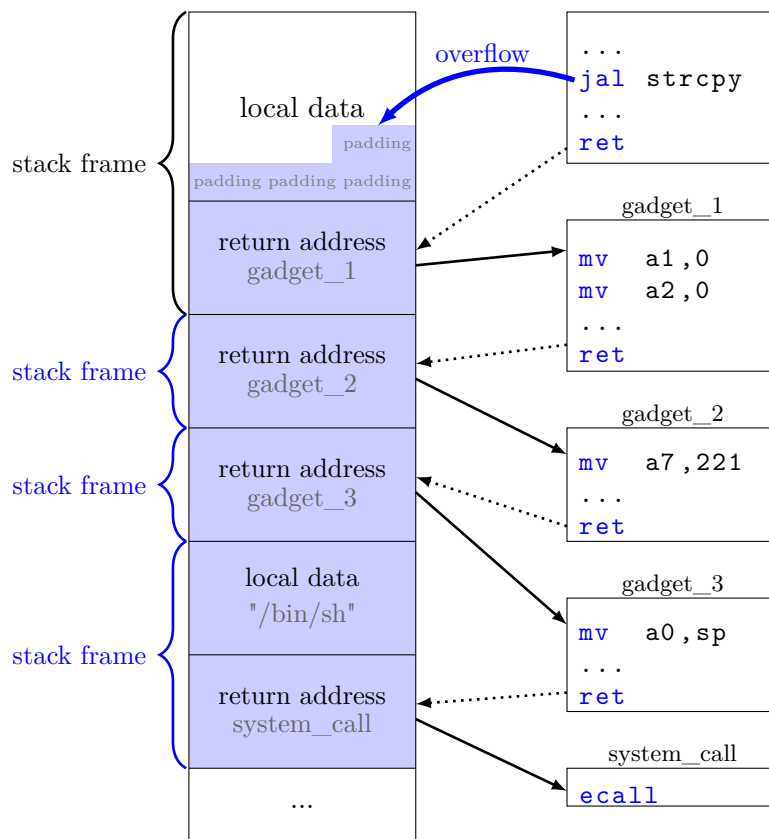 overflow
local data
padding
padding padding padding
stack frame
return address
gadget_1
stack frame
return address
gadget_2
stack frame
return address
gadget_3
local data
"/bin/sh"
stack frame
return address
system_call
...
...
jal strcpy
...
ret
gadget_1
mv a1,0
mv a2,0
...
ret
gadget_2
mv a7,221
...
ret
gadget_3
mv a0,sp
...
ret
system_call
ecall